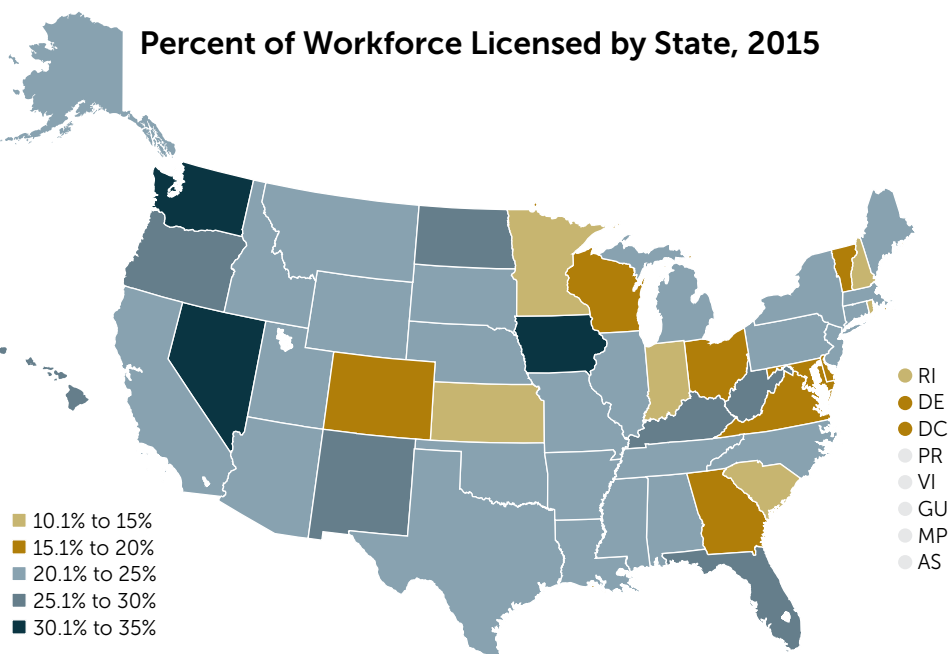 Percent of Workforce Licensed by State, 2015
RI
DE
DC
PR
VI
GU
MP
AS
10.1% to 15%
15.1% to 20%
20.1% to 25%
25.1% to 30%
30.1% to 35%